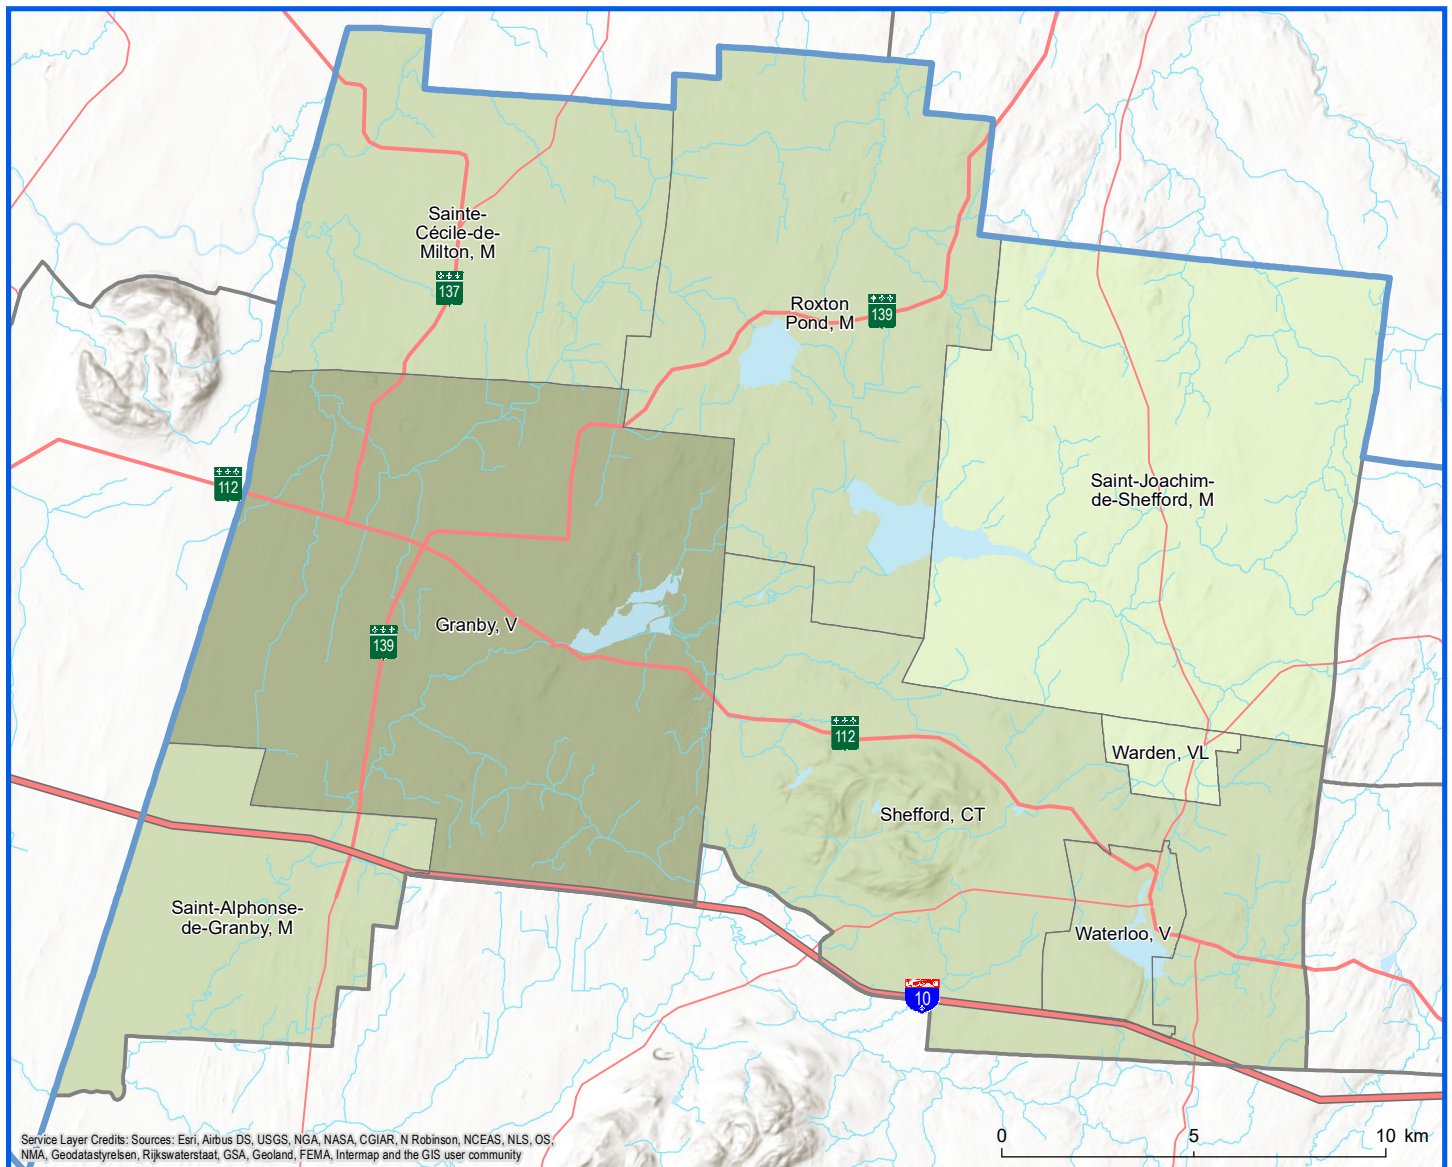 Sainte-
Cécile-de-
Milton, M
137
Roxton
Pond, M
139
112
Saint-Joachim-
de-Shefford, M
Granby, V
139
112
Warden, VL
Shefford, CT
Saint-Alphonse-
de-Granby, M
Waterloo, V
10
0 5 10 km
Service Layer Credits: Sources: Esri, Airbus DS, USGS, NGA, NASA, CGIAR, N Robinson, NCEAS, NLS, OS,
NMA, Geodatastyrelsen, Rijkswaterstaat, GSA, Geoland, FEMA, Intermap and the GIS user community